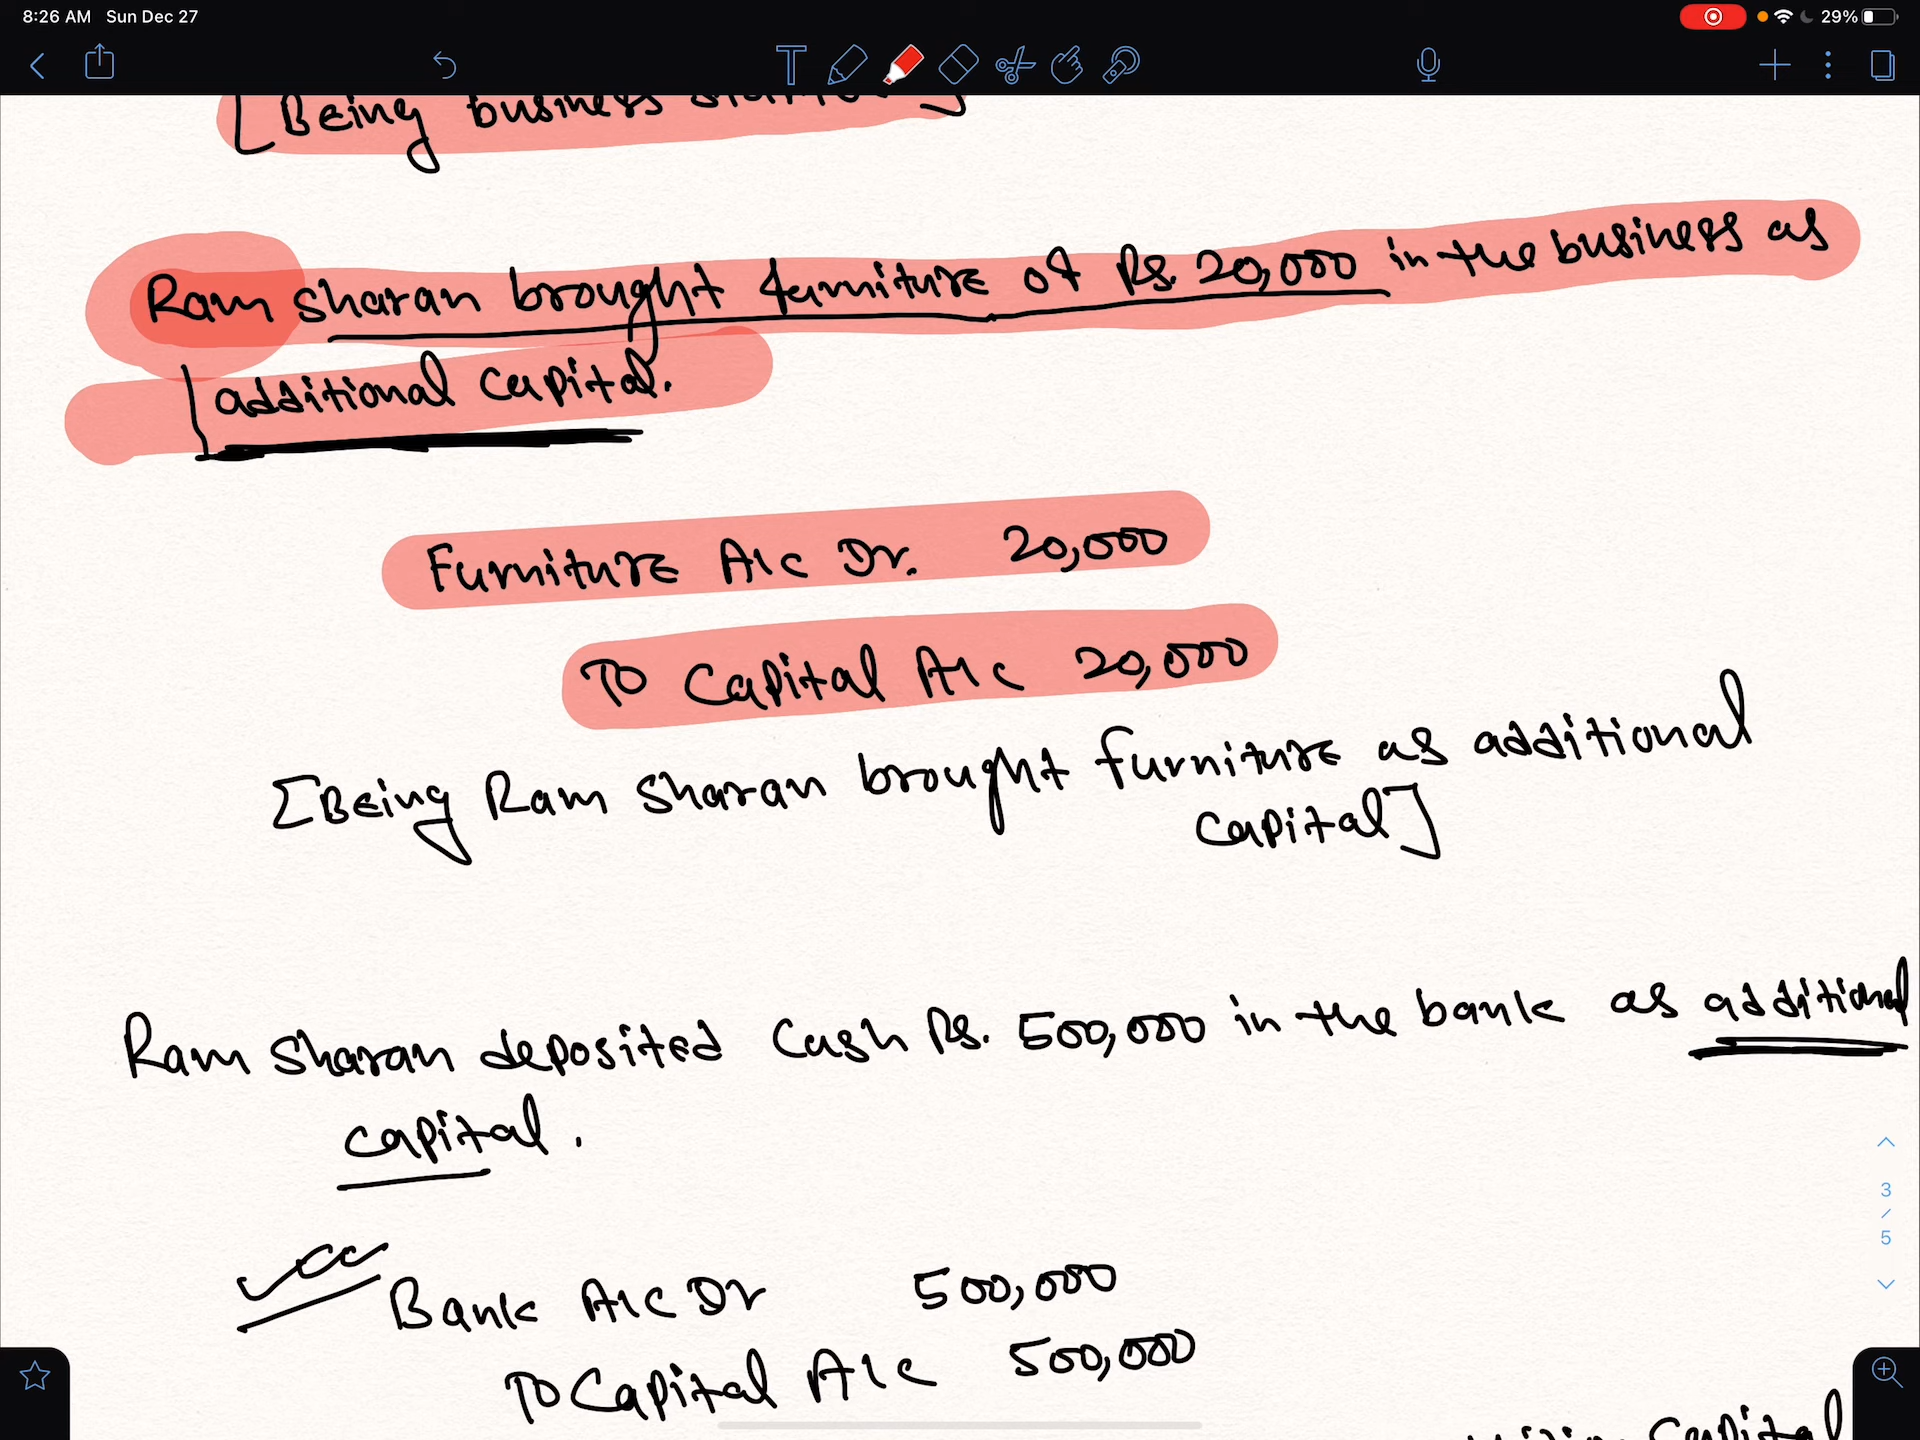 8:26 AM Sun Dec 27
29%
[Being business started]
Ram sharan brought furniture of Rs. 20,000 in the business as
additional capital.
Furniture A/c Dr. 20,000
To Capital A/c 20,000
[Being Ram sharan brought furniture as additional
capital]
Ram sharan deposited cash Rs. 500,000 in the bank as additional
capital.
Bank A/c Dr 500,000
To Capital A/c 500,000
capital
3
/
5